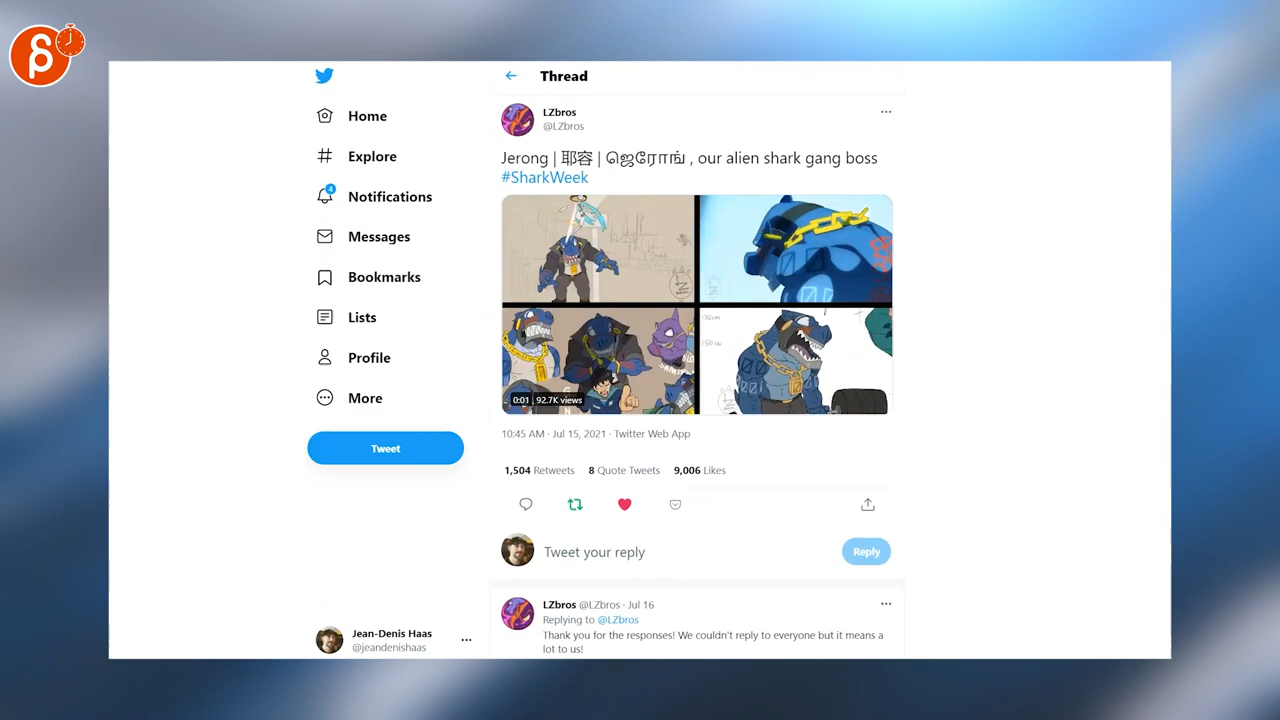 Thread
Home
Explore
4
Notifications
Messages
Bookmarks
Lists
Profile
More
Tweet
Jean-Denis Haas
@jeandenishaas
LZbros
@LZbros
Jerong | 耶容 | ஜெரோங் , our alien shark gang boss
#SharkWeek
0:01 92.7K views
10:45 AM · Jul 15, 2021 · Twitter Web App
1,504 Retweets 8 Quote Tweets 9,006 Likes
Tweet your reply
Reply
LZbros @LZbros · Jul 16
Replying to @LZbros
Thank you for the responses! We couldn't reply to everyone but it means a
lot to us!